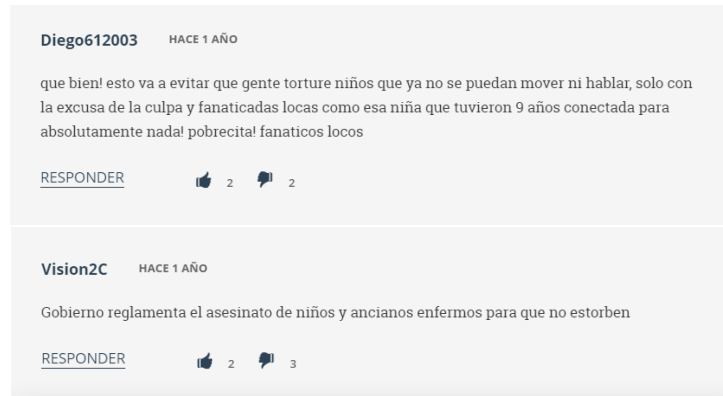 Diego612003 HACE 1 AÑO
que bien! esto va a evitar que gente torture niños que ya no se puedan mover ni hablar, solo con
la excusa de la culpa y fanaticadas locas como esa niña que tuvieron 9 años conectada para
absolutamente nada! pobrecita! fanaticos locos
RESPONDER 2 2
Vision2C HACE 1 AÑO
Gobierno reglamenta el asesinato de niños y ancianos enfermos para que no estorben
RESPONDER 2 3